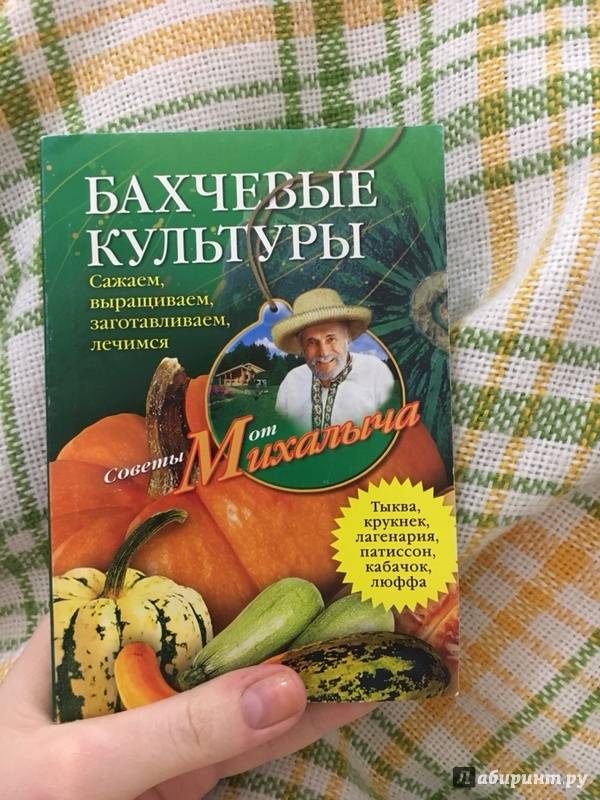 БАХЧЕВЫЕ
КУЛЬТУРЫ
Сажаем,
выращиваем,
заготавливаем,
лечимся
Советы от
Михалыча
Тыква,
крукнек,
лагенария,
патиссон,
кабачок,
люффа
Лабиринт.ру